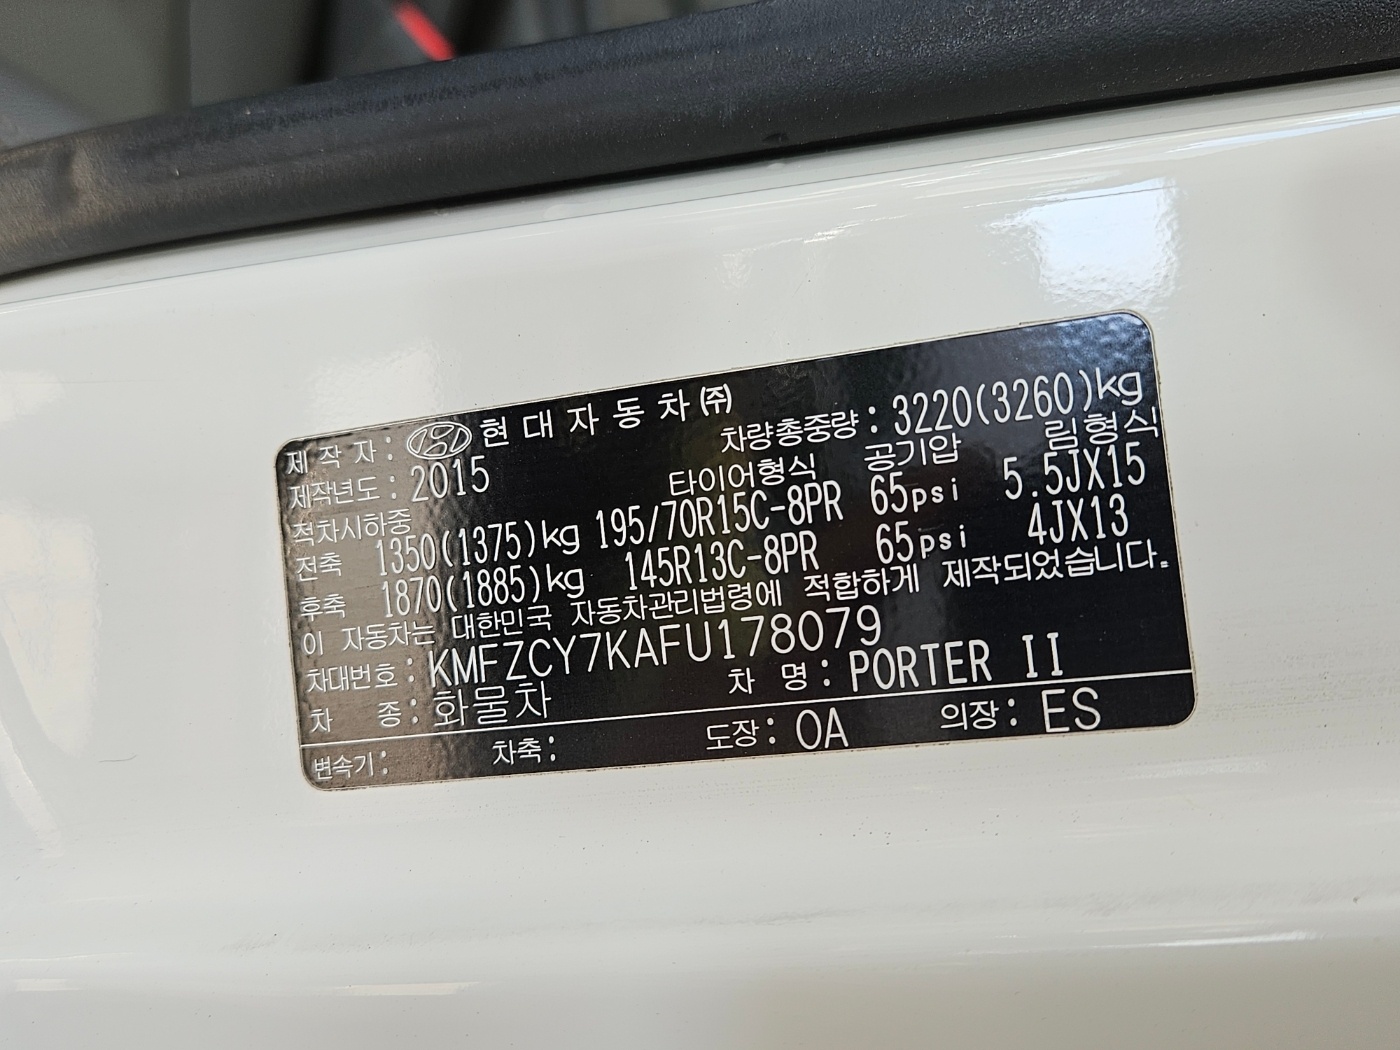 제 작 자 : 현 대 자 동 차 ㈜
제작년도 : 2015 차량총중량 : 3220(3260)kg
적차시하중 타이어형식 공기압 림형식
전축 1350(1375)kg 195/70R15C-8PR 65psi 5.5JX15
후축 1870(1885)kg 145R13C-8PR 65psi 4JX13
이 자동차는 대한민국 자동차관리법령에 적합하게 제작되었습니다.
차대번호 : KMFZCY7KAFU178079
차 종 : 화물차 차 명 : PORTER II
변속기 : 차축 : 도장 : OA 의장 : ES